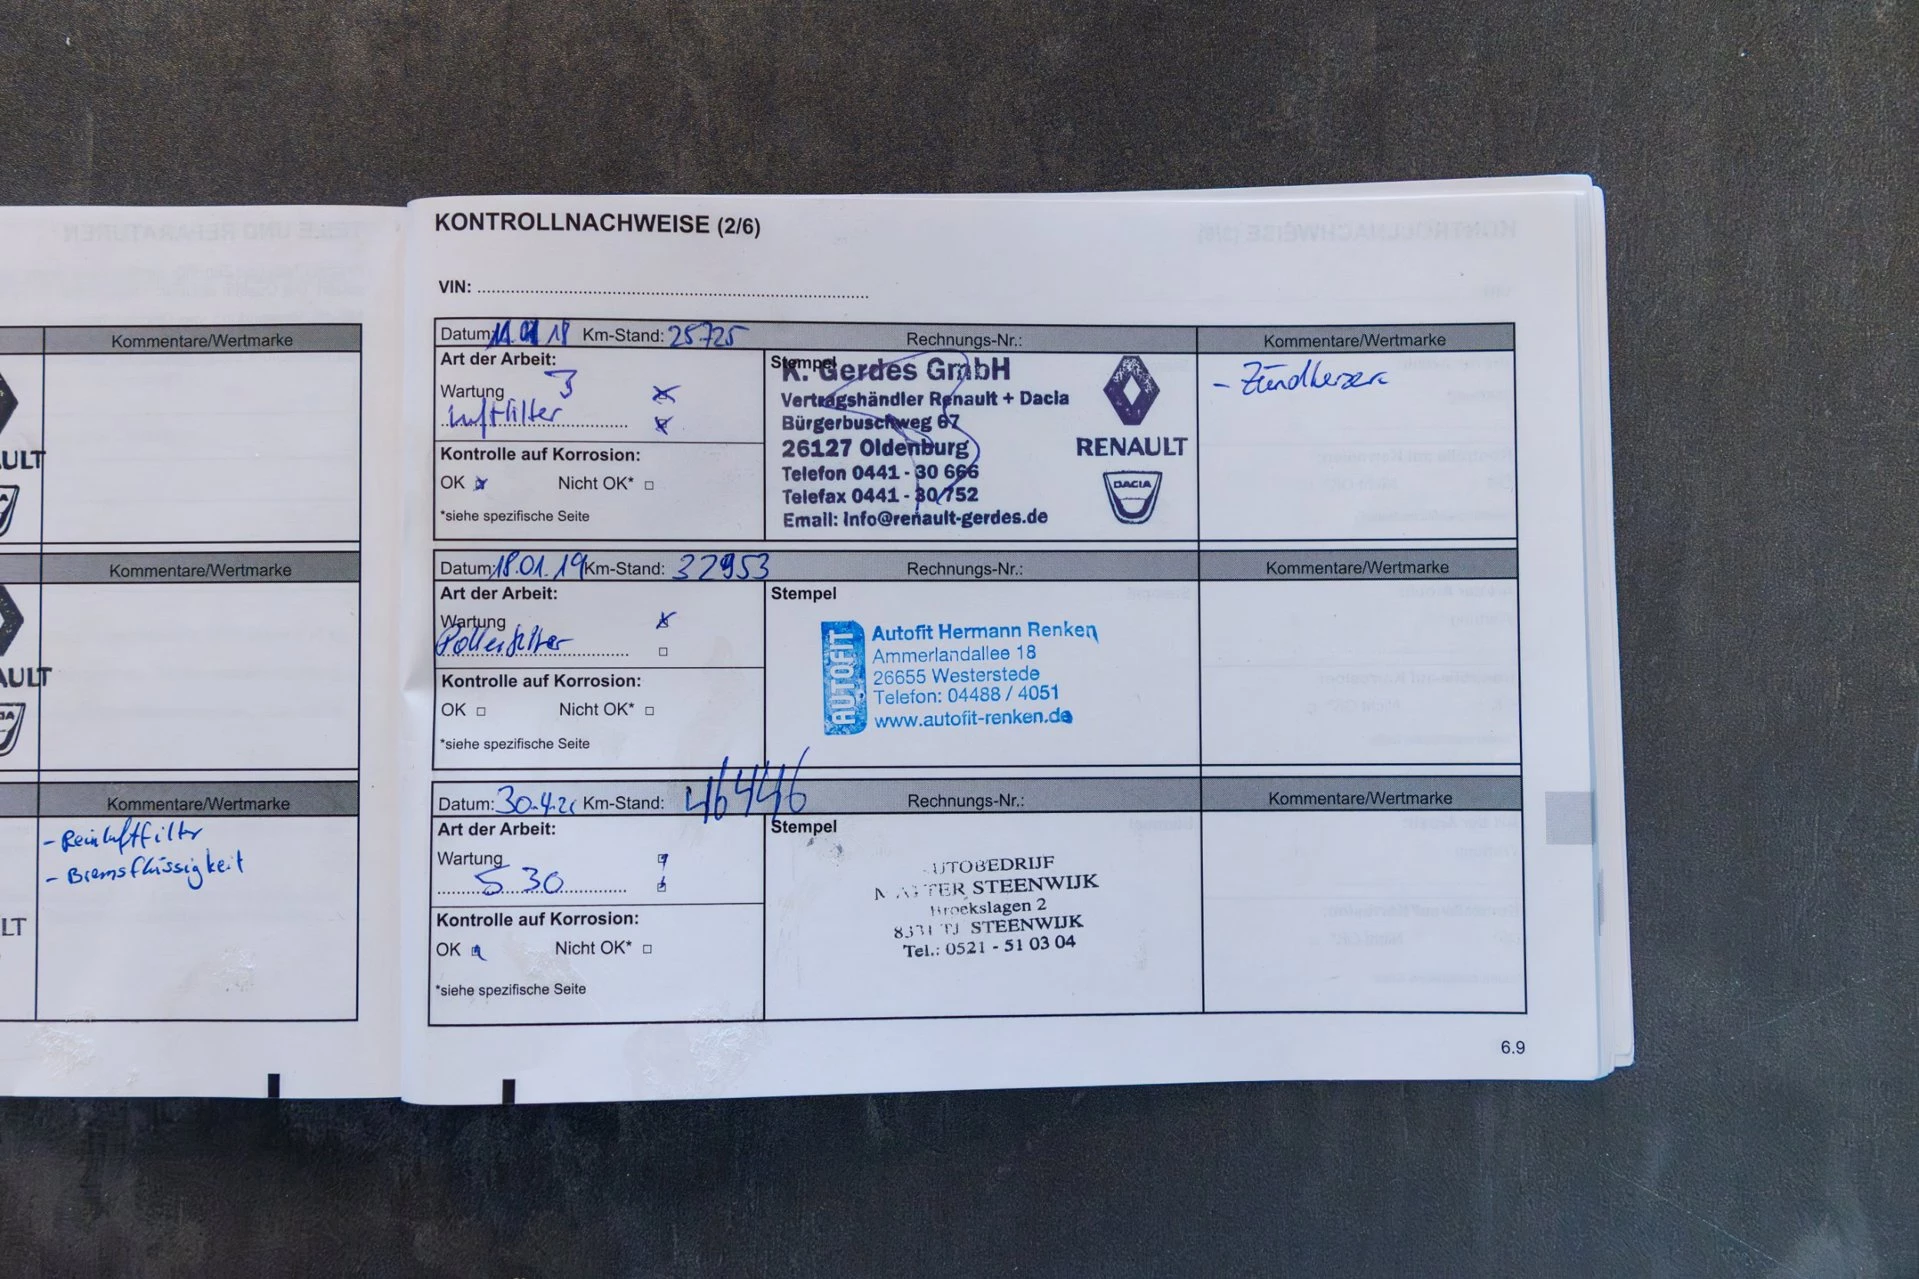 Kommentare/Wertmarke
AULT
DACIA
Kommentare/Wertmarke
AULT
Kommentare/Wertmarke
- Reinluftfilter
- Bremsflüssigkeit
LT
KONTROLLNACHWEISE (2/6)
VIN:
Datum: 18 Km-Stand: 25725 Rechnungs-Nr.: Kommentare/Wertmarke
Art der Arbeit:
Wartung 3
Luftfilter
Kontrolle auf Korrosion:
OK Nicht OK*
*siehe spezifische Seite
Stempel
K. Gerdes GmbH
Vertragshändler Renault + Dacia
Bürgerbuschweg 67
26127 Oldenburg
Telefon 0441 - 30 666
Telefax 0441 - 30 752
Email: info@renault-gerdes.de
RENAULT
DACIA
- Zündkerzen
Datum: 18.01.19 Km-Stand: 32953 Rechnungs-Nr.: Kommentare/Wertmarke
Art der Arbeit:
Wartung
Pollenfilter
Kontrolle auf Korrosion:
OK Nicht OK*
*siehe spezifische Seite
Stempel
AUTOFIT
Autofit Hermann Renken
Ammerlandallee 18
26655 Westerstede
Telefon: 04488 / 4051
www.autofit-renken.de
Datum: 30.4.2 Km-Stand: 46446 Rechnungs-Nr.: Kommentare/Wertmarke
Art der Arbeit:
Wartung
S 30
Kontrolle auf Korrosion:
OK Nicht OK*
*siehe spezifische Seite
Stempel
UTOBEDRIJF
STEENWIJK
Broekslagen 2
STEENWIJK
Tel.: 0521 - 51 03 04
6.9